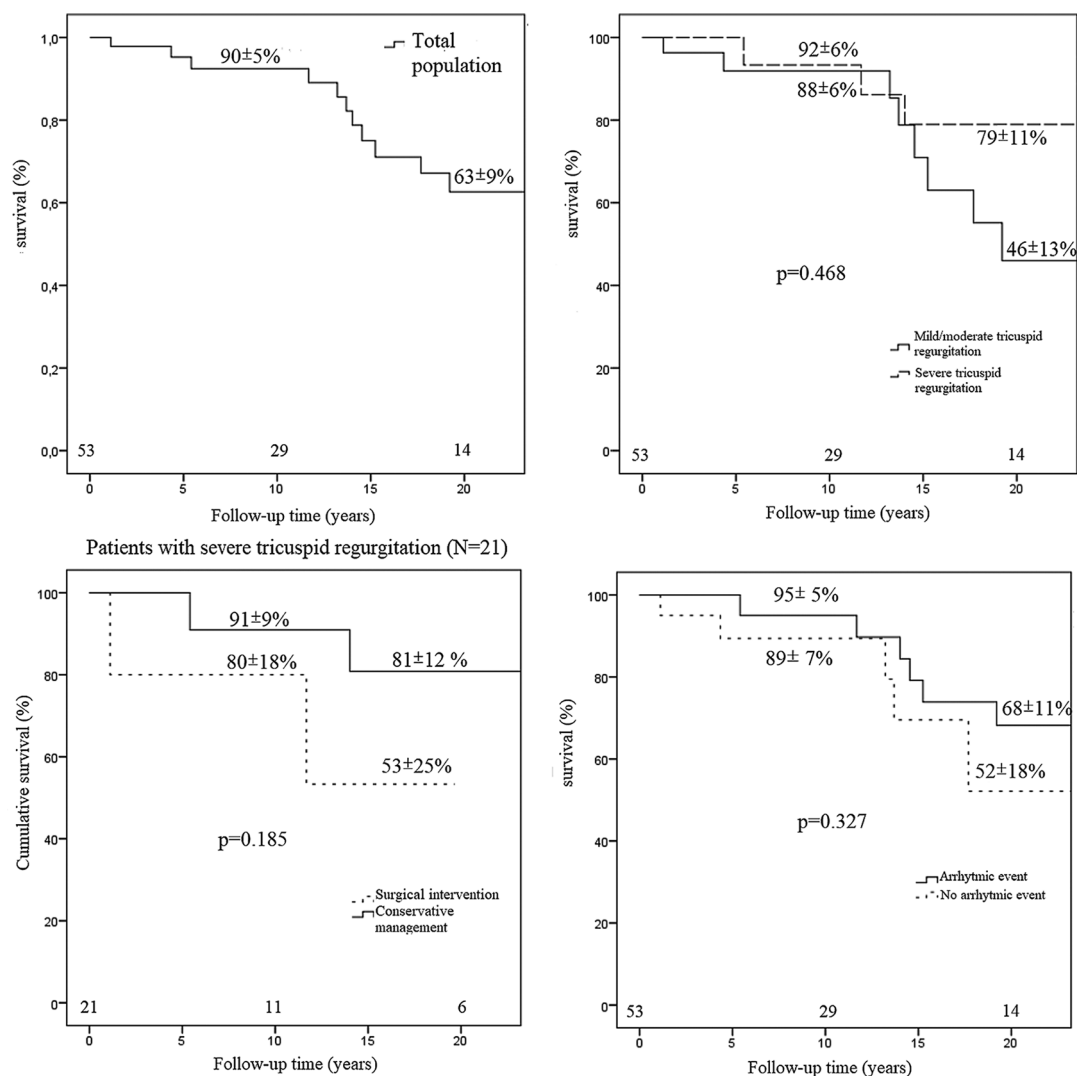 Total
population
90±5%
63±9%
survival (%)
1,0
0,8
0,6
0,4
0,2
0,0
53 29 14
0 5 10 15 20
Follow-up time (years)
92±6%
88±6%
79±11%
46±13%
p=0.468
Mild/moderate tricuspid
regurgitation
Severe tricuspid
regurgitation
survival (%)
100
80
60
40
20
0
53 29 14
0 5 10 15 20
Follow-up time (years)
Patients with severe tricuspid regurgitation (N=21)
91±9%
80±18%
81±12 %
53±25%
p=0.185
Surgical intervention
Conservative
management
Cumulative survival (%)
100
80
60
40
20
0
21 11 6
0 5 10 15 20
Follow-up time (years)
95± 5%
89± 7%
68±11%
52±18%
p=0.327
Arrhytmic event
No arrhytmic event
survival (%)
100
80
60
40
20
0
53 29 14
0 5 10 15 20
Follow-up time (years)